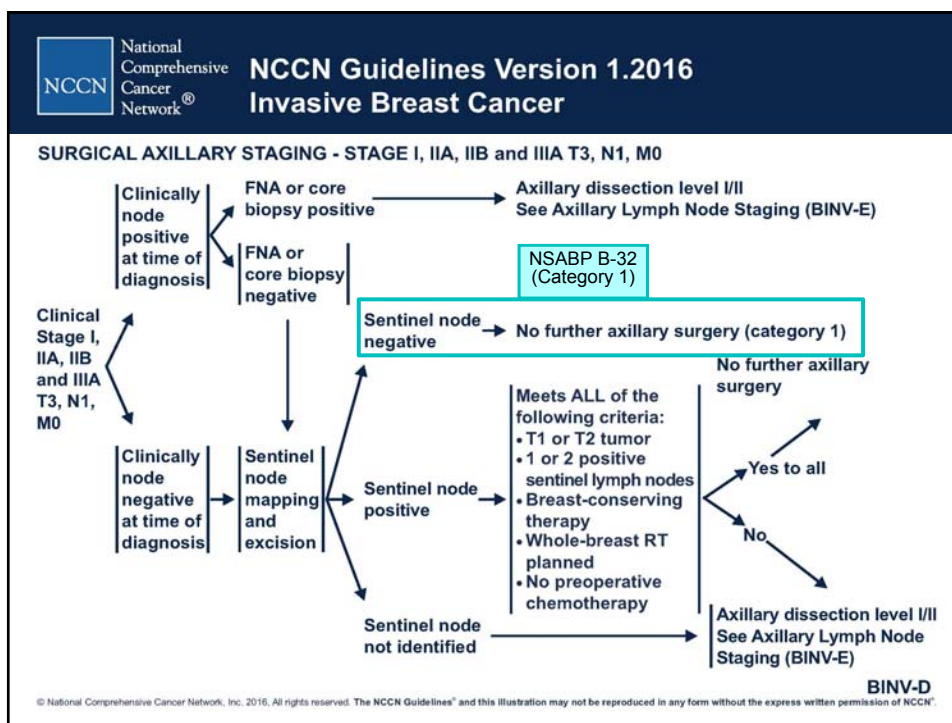 National
Comprehensive
Cancer
Network®
NCCN
NCCN Guidelines Version 1.2016
Invasive Breast Cancer
SURGICAL AXILLARY STAGING - STAGE I, IIA, IIB and IIIA T3, N1, M0
Clinical
Stage I,
IIA, IIB
and IIIA
T3, N1,
M0
Clinically
node
positive
at time of
diagnosis
FNA or core
biopsy positive
Axillary dissection level I/II
See Axillary Lymph Node Staging (BINV-E)
FNA or
core biopsy
negative
NSABP B-32
(Category 1)
Sentinel node
negative
No further axillary surgery (category 1)
Clinically
node
negative
at time of
diagnosis
Sentinel
node
mapping
and
excision
Sentinel node
positive
Meets ALL of the
following criteria:
• T1 or T2 tumor
• 1 or 2 positive
sentinel lymph nodes
• Breast-conserving
therapy
• Whole-breast RT
planned
• No preoperative
chemotherapy
No further axillary
surgery
Yes to all
No
Sentinel node
not identified
Axillary dissection level I/II
See Axillary Lymph Node
Staging (BINV-E)
BINV-D
© National Comprehensive Cancer Network, Inc. 2016, All rights reserved. The NCCN Guidelines® and this illustration may not be reproduced in any form without the express written permission of NCCN®.